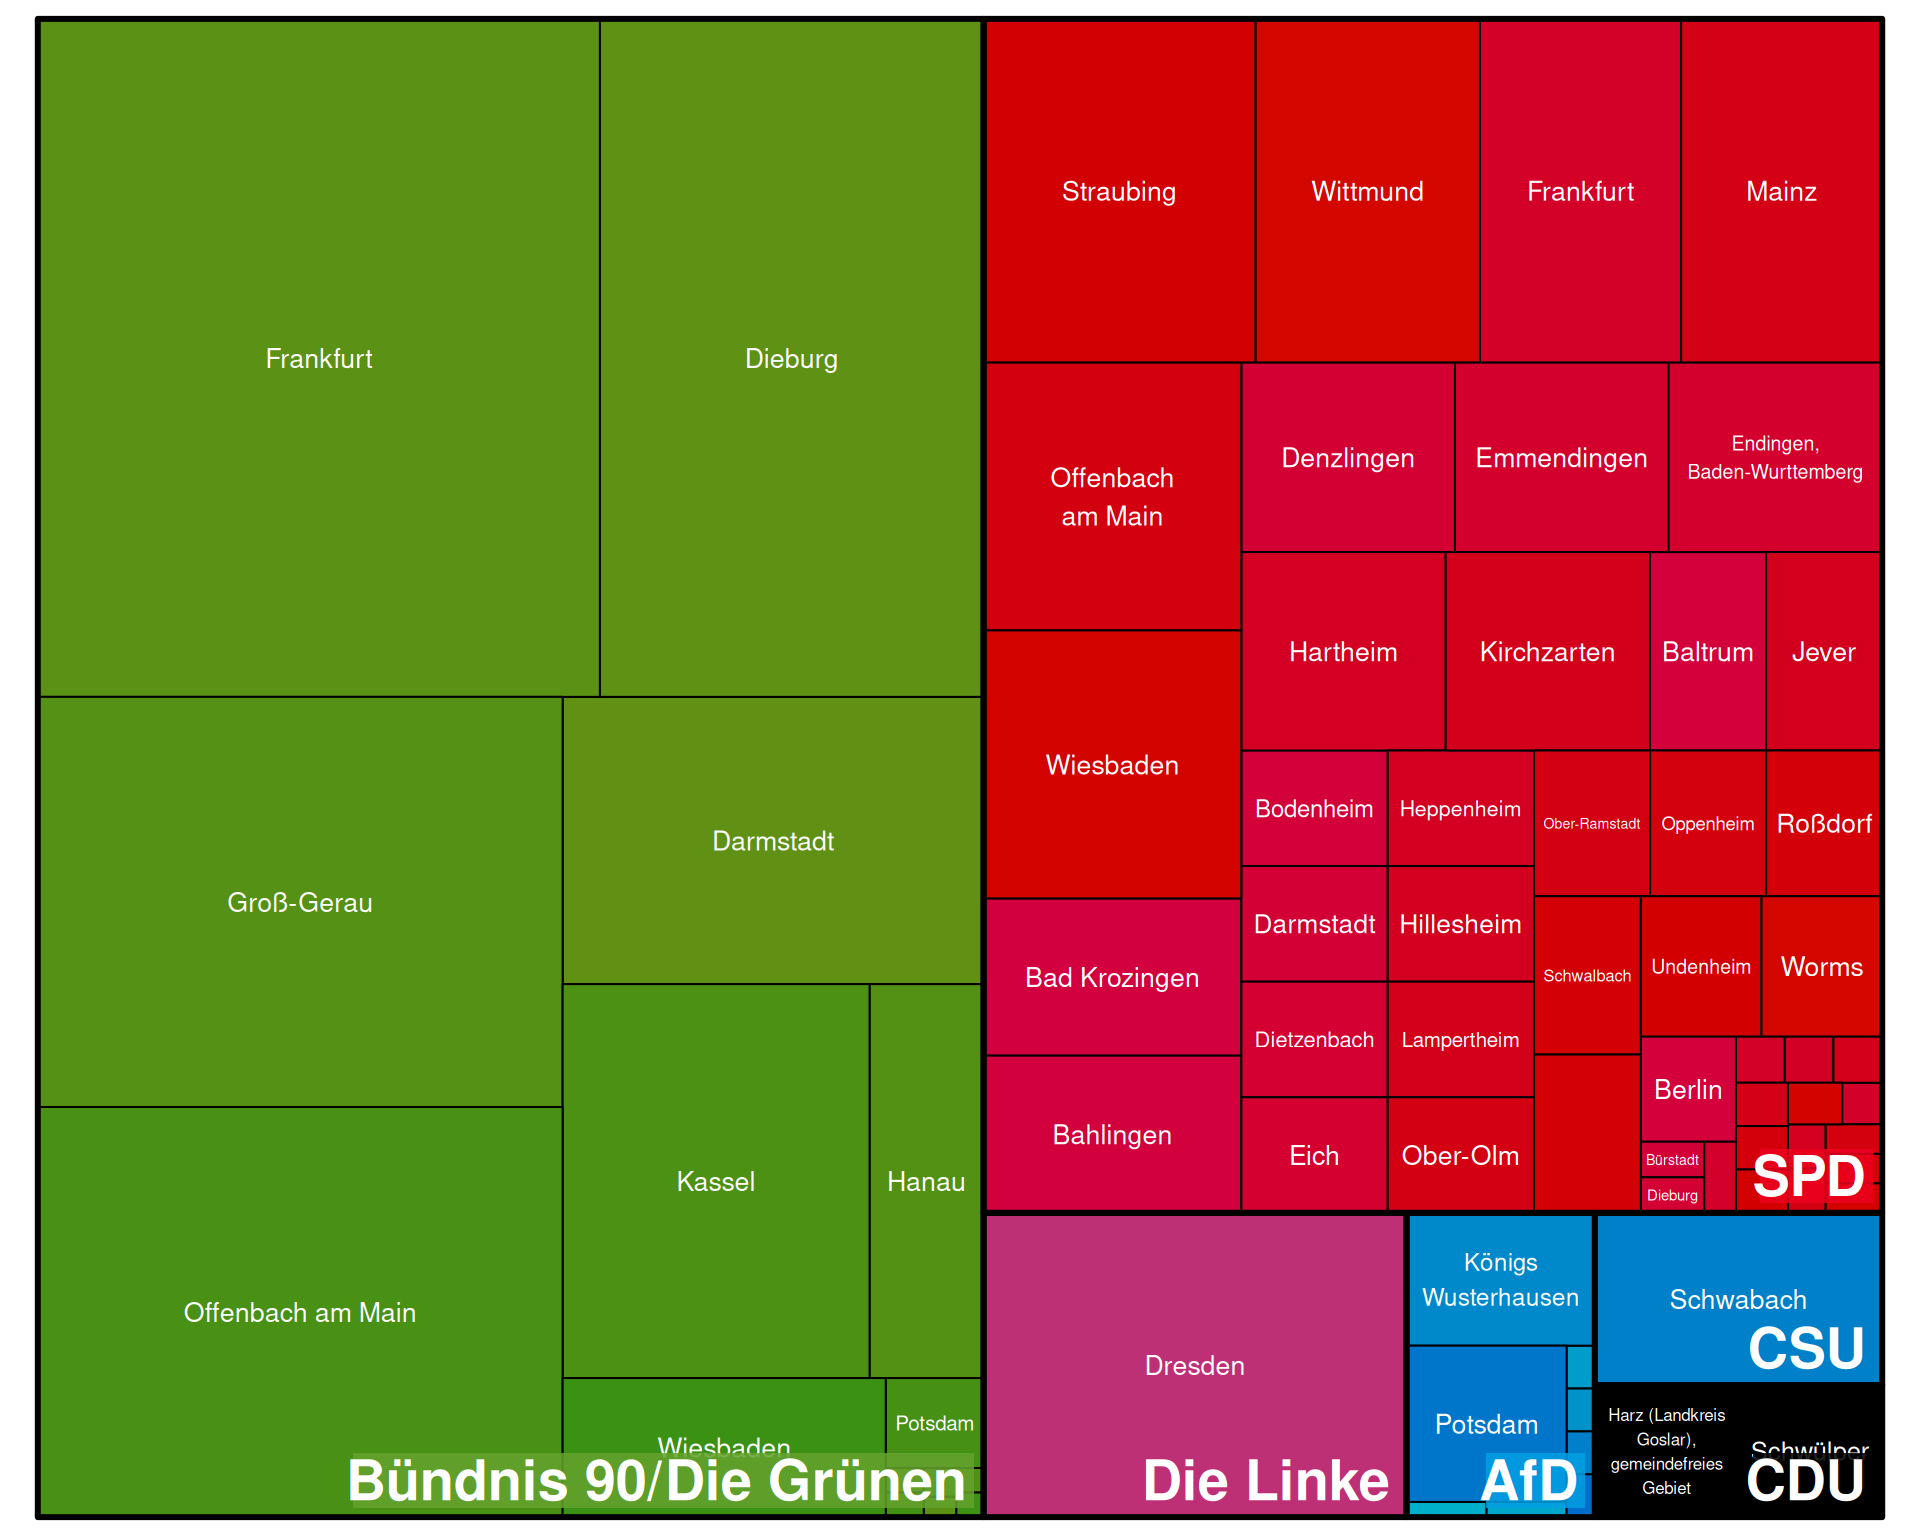 Frankfurt
Dieburg
Groß-Gerau
Darmstadt
Offenbach am Main
Kassel
Hanau
Wiesbaden
Potsdam
Bündnis 90/Die Grünen
Straubing
Wittmund
Frankfurt
Mainz
Offenbach
am Main
Denzlingen
Emmendingen
Endingen,
Baden-Wurttemberg
Wiesbaden
Hartheim
Kirchzarten
Baltrum
Jever
Bad Krozingen
Bahlingen
Bodenheim
Heppenheim
Ober-Ramstadt
Oppenheim
Roßdorf
Darmstadt
Hillesheim
Schwalbach
Undenheim
Worms
Dietzenbach
Lampertheim
Eich
Ober-Olm
Berlin
Bürstadt
Dieburg
SPD
Dresden
Die Linke
Königs
Wusterhausen
Potsdam
AfD
Schwabach
CSU
Harz (Landkreis
Goslar),
gemeindefreies
Gebiet
Schwülper
CDU